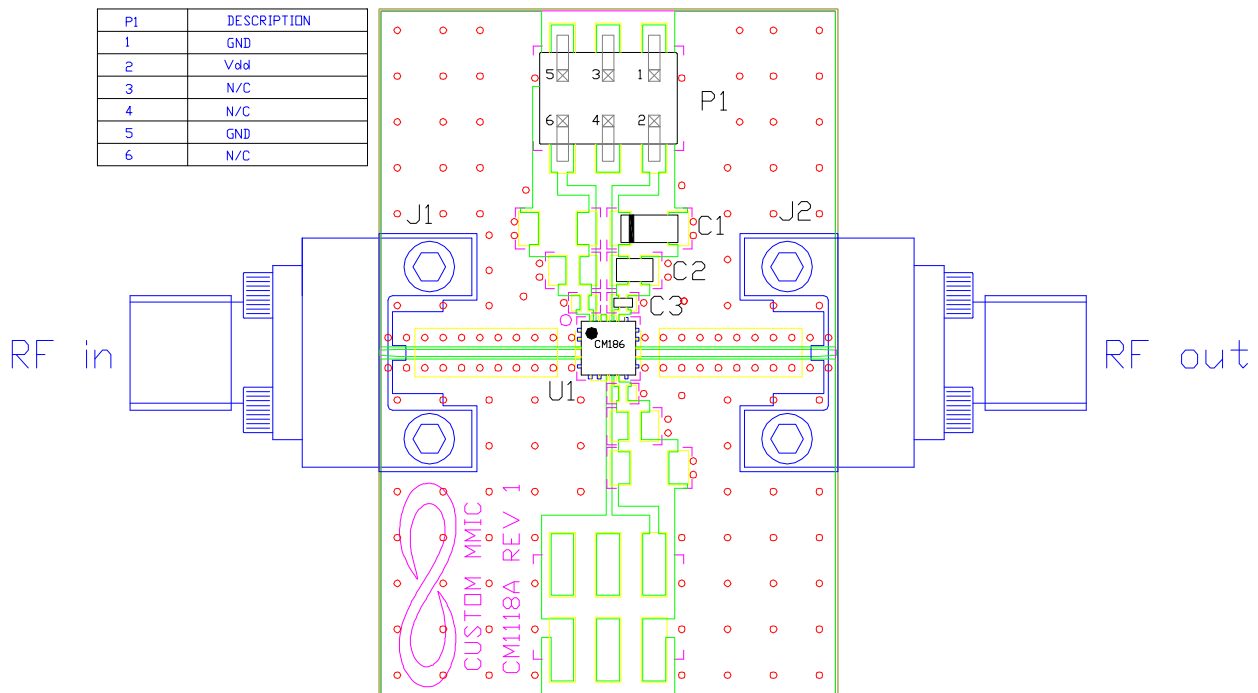 P1 DESCRIPTION
1 GND
2 Vdd
3 N/C
4 N/C
5 GND
6 N/C
5 3 1
6 4 2
P1
J1
J2
C1
C2
C3
CM186
U1
RF in
RF out
CUSTOM MMIC
CM1118A REV 1